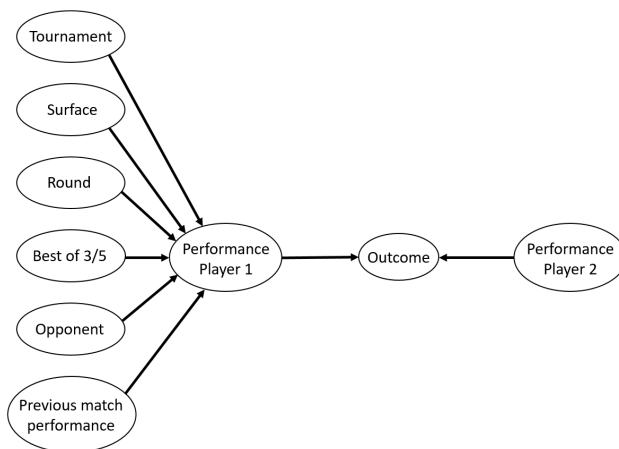 Tournament
Surface
Round
Best of 3/5
Opponent
Previous match
performance
Performance
Player 1
Outcome
Performance
Player 2